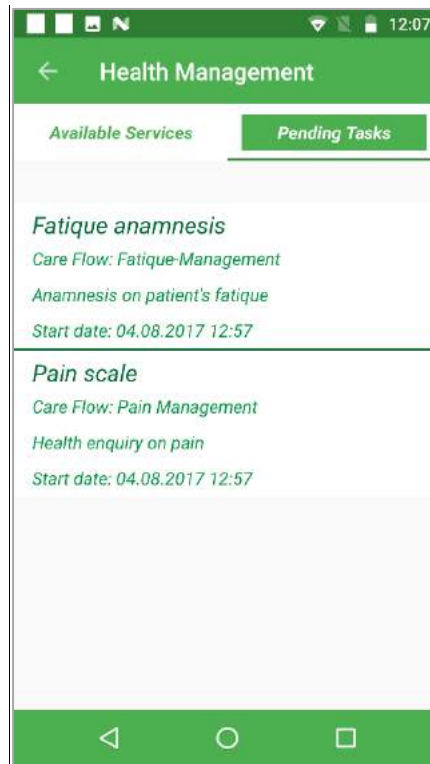 12:07
Health Management
Available Services
Pending Tasks
Fatique anamnesis
Care Flow: Fatique-Management
Anamnesis on patient's fatique
Start date: 04.08.2017 12:57
Pain scale
Care Flow: Pain Management
Health enquiry on pain
Start date: 04.08.2017 12:57